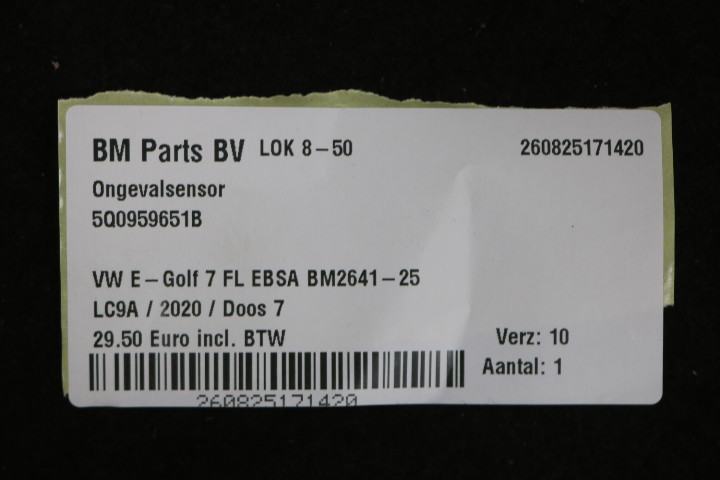 BM Parts BV LOK 8-50 260825171420
Ongevalsensor
5Q0959651B
VW E-Golf 7 FL EBSA BM2641-25
LC9A / 2020 / Doos 7
29.50 Euro incl. BTW Verz: 10
Aantal: 1
260825171420